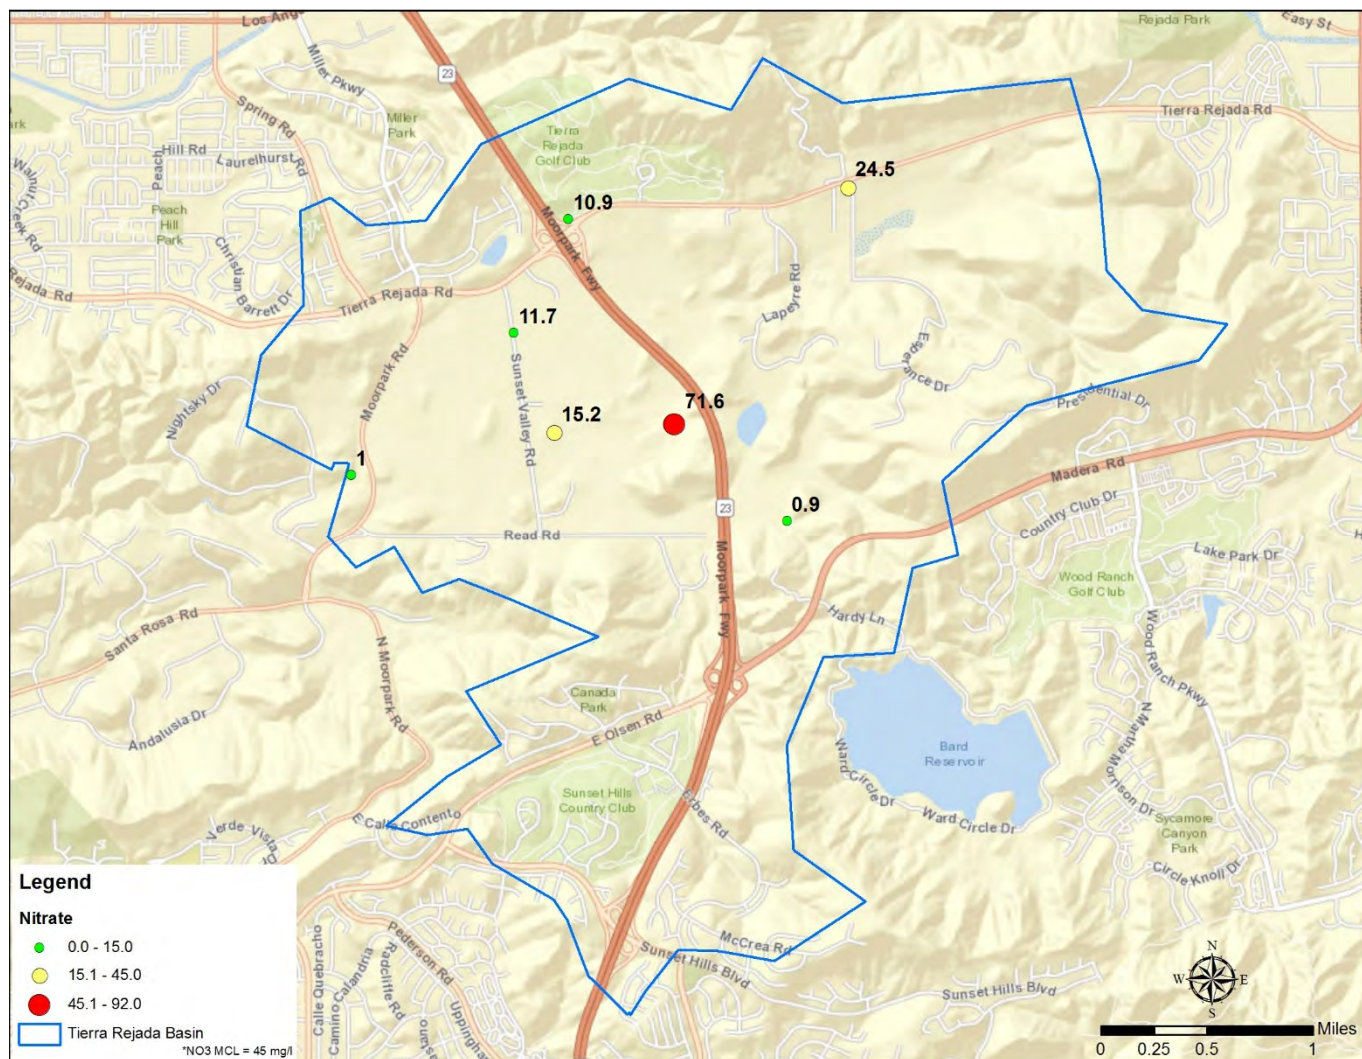 Los Ange
Rejada Park
Easy St
23
Miller Pkwy
Spring Rd
Miller
Park
Tierra Rejada Rd
ark
Hill Rd
Laurelhurst Rd
Peach
Walnut Creek Rd
Tierra
Rejada
Golf Club
24.5
10.9
Peach
Hill
Park
Christian Barrett Dr
Moorpark Fwy
Rejada Rd
Tierra Rejada Rd
Lapeyre Rd
11.7
Esperance Dr
Sunset Valley Rd
Moorpark Rd
Nightsky Dr
71.6
Presidential Dr
15.2
1
Madera Rd
Country Club Dr
23
0.9
Read Rd
Moorpark Fwy
Lake Park Dr
Wood Ranch
Golf Club
Hardy Ln
Santa Rosa Rd
N Moorpark Rd
Wood Ranch Pkwy
Canada
Park
Andalusia Dr
E Olsen Rd
N Martha Morrison Dr
Bard
Reservoir
Ward Circle Dr
Sunset Hills
Country Club
Erbes Rd
E Calle Contento
Ward Circle Dr
Verde Vista Dr
Sycamore
Canyon
Park
Circle Knoll Dr
Legend
Nitrate
0.0 - 15.0
15.1 - 45.0
45.1 - 92.0
Tierra Rejada Basin
*NO3 MCL = 45 mg/l
Pederson Rd
Radcliffe Rd
Calle Quebracho
Camino Calandria
Uppingham
McCrea Rd
Sunset Hills Blvd
Sunset Hills Blvd
N
W
E
S
Miles
0
0.25
0.5
1